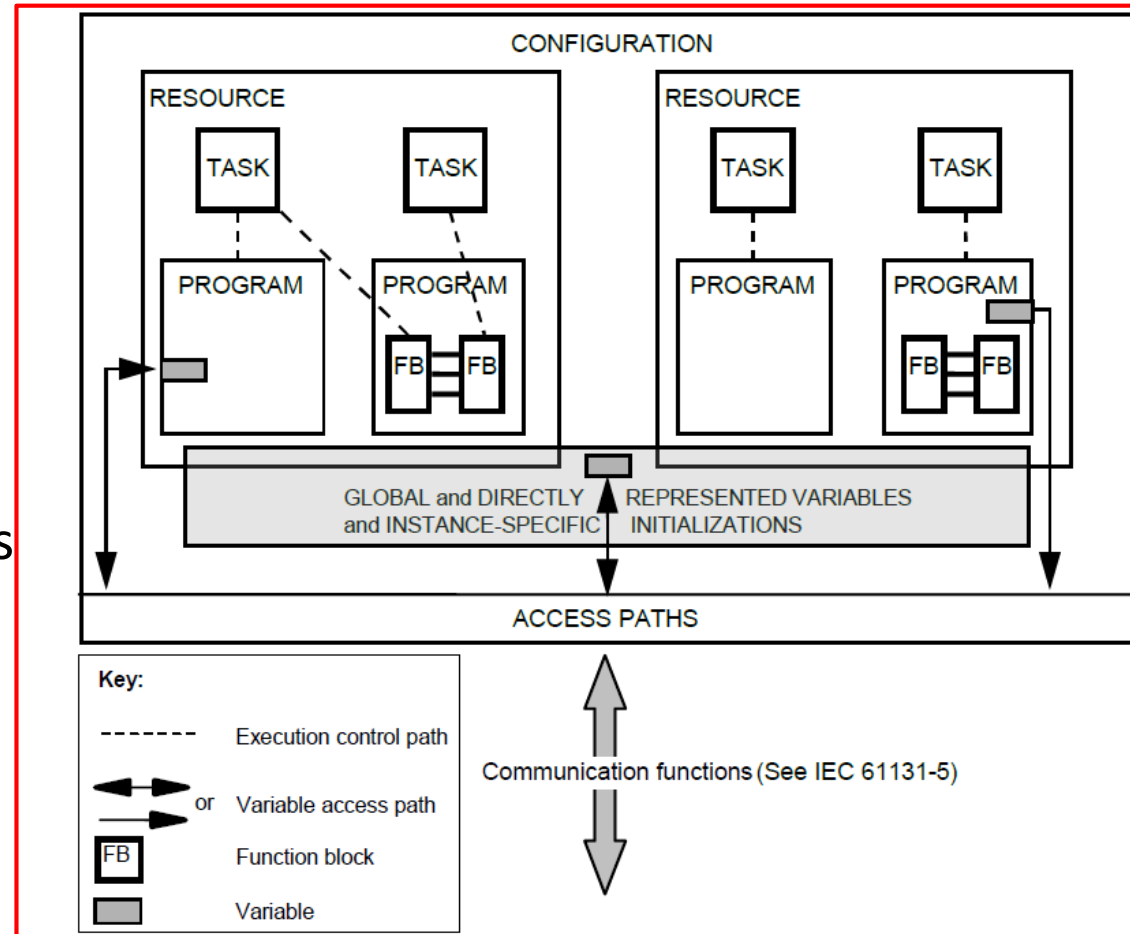 CONFIGURATION
RESOURCE
RESOURCE
TASK
TASK
TASK
TASK
PROGRAM
PROGRAM
PROGRAM
PROGRAM
FB
FB
FB
FB
GLOBAL and DIRECTLY REPRESENTED VARIABLES
and INSTANCE-SPECIFIC INITIALIZATIONS
s
ACCESS PATHS
Key:
Execution control path
or Variable access path
FB Function block
Variable
Communication functions (See IEC 61131-5)